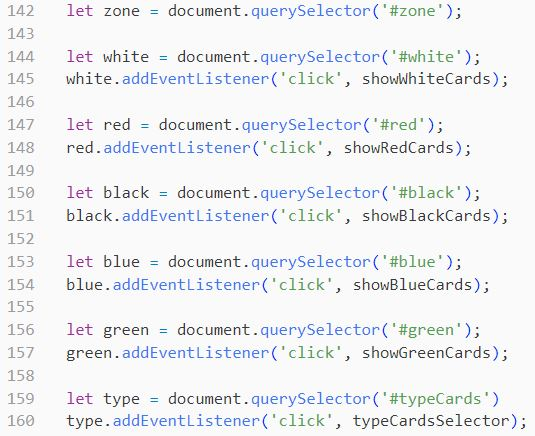 142 let zone = document.querySelector('#zone');
143
144 let white = document.querySelector('#white');
145 white.addEventListener('click', showWhiteCards);
146
147 let red = document.querySelector('#red');
148 red.addEventListener('click', showRedCards);
149
150 let black = document.querySelector('#black');
151 black.addEventListener('click', showBlackCards);
152
153 let blue = document.querySelector('#blue');
154 blue.addEventListener('click', showBlueCards);
155
156 let green = document.querySelector('#green');
157 green.addEventListener('click', showGreenCards);
158
159 let type = document.querySelector('#typeCards')
160 type.addEventListener('click', typeCardsSelector);